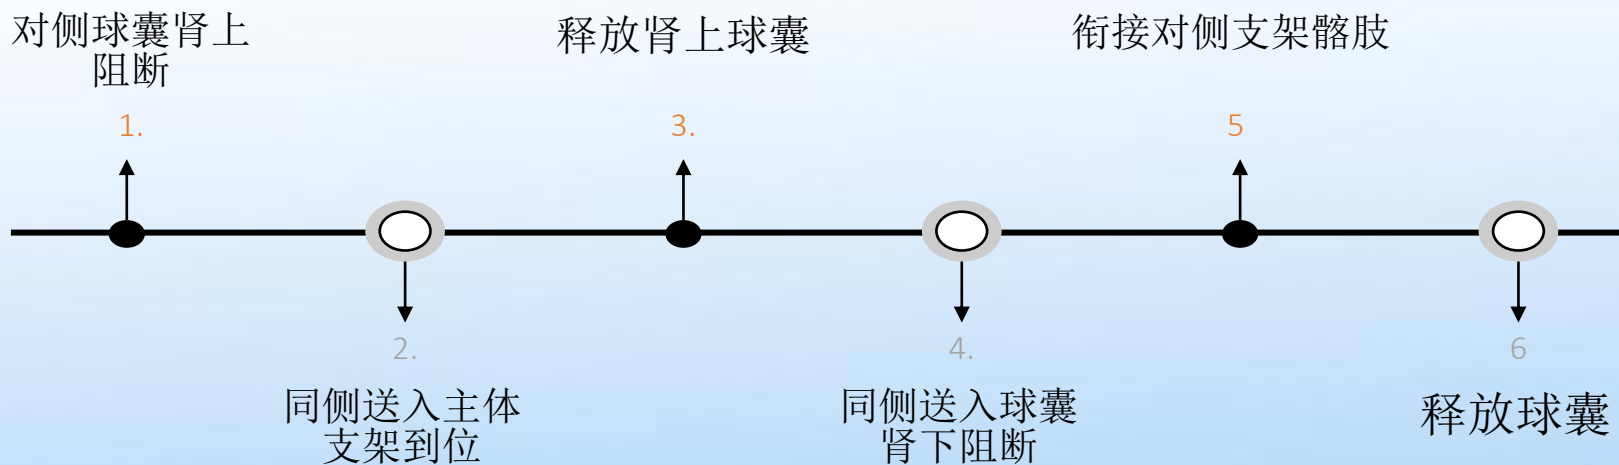 对侧球囊肾上
阻断
1.
同侧送入主体
支架到位
2.
释放肾上球囊
3.
同侧送入球囊
肾下阻断
4.
衔接对侧支架髂肢
5
释放球囊
6